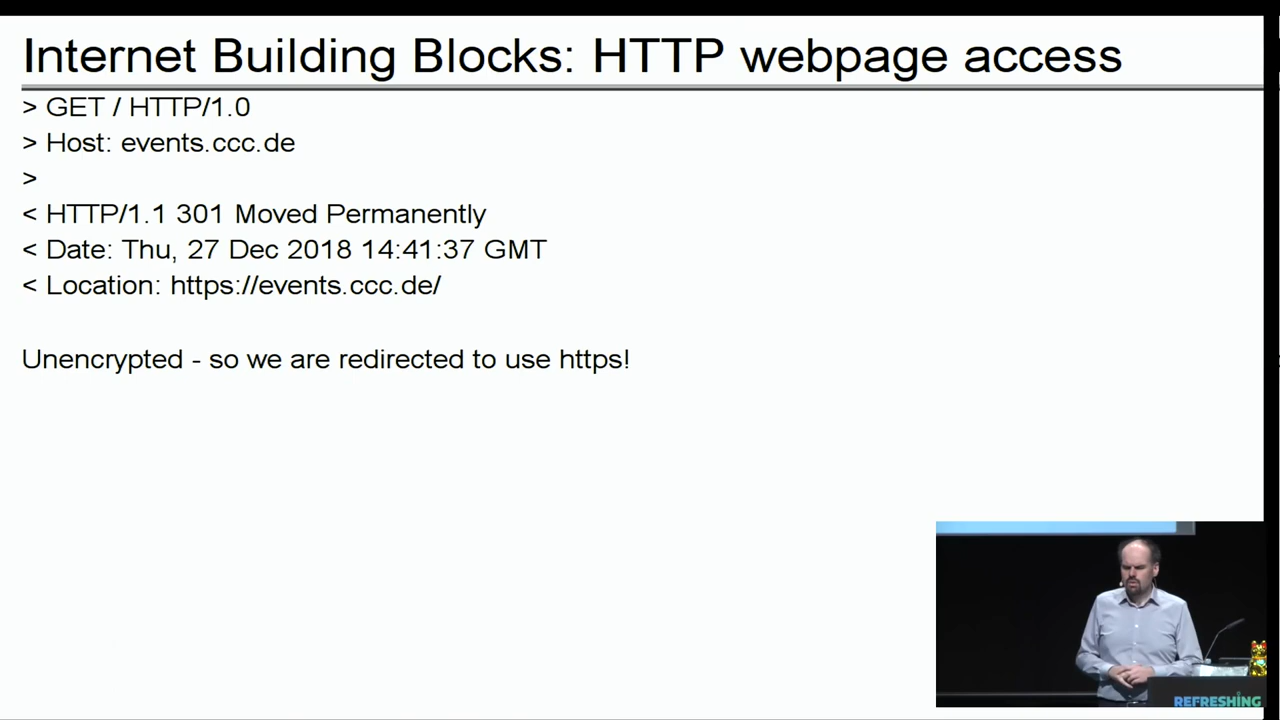 Internet Building Blocks: HTTP webpage access
> GET / HTTP/1.0
> Host: events.ccc.de
>
< HTTP/1.1 301 Moved Permanently
< Date: Thu, 27 Dec 2018 14:41:37 GMT
< Location: https://events.ccc.de/
Unencrypted - so we are redirected to use https!
REFRESHING